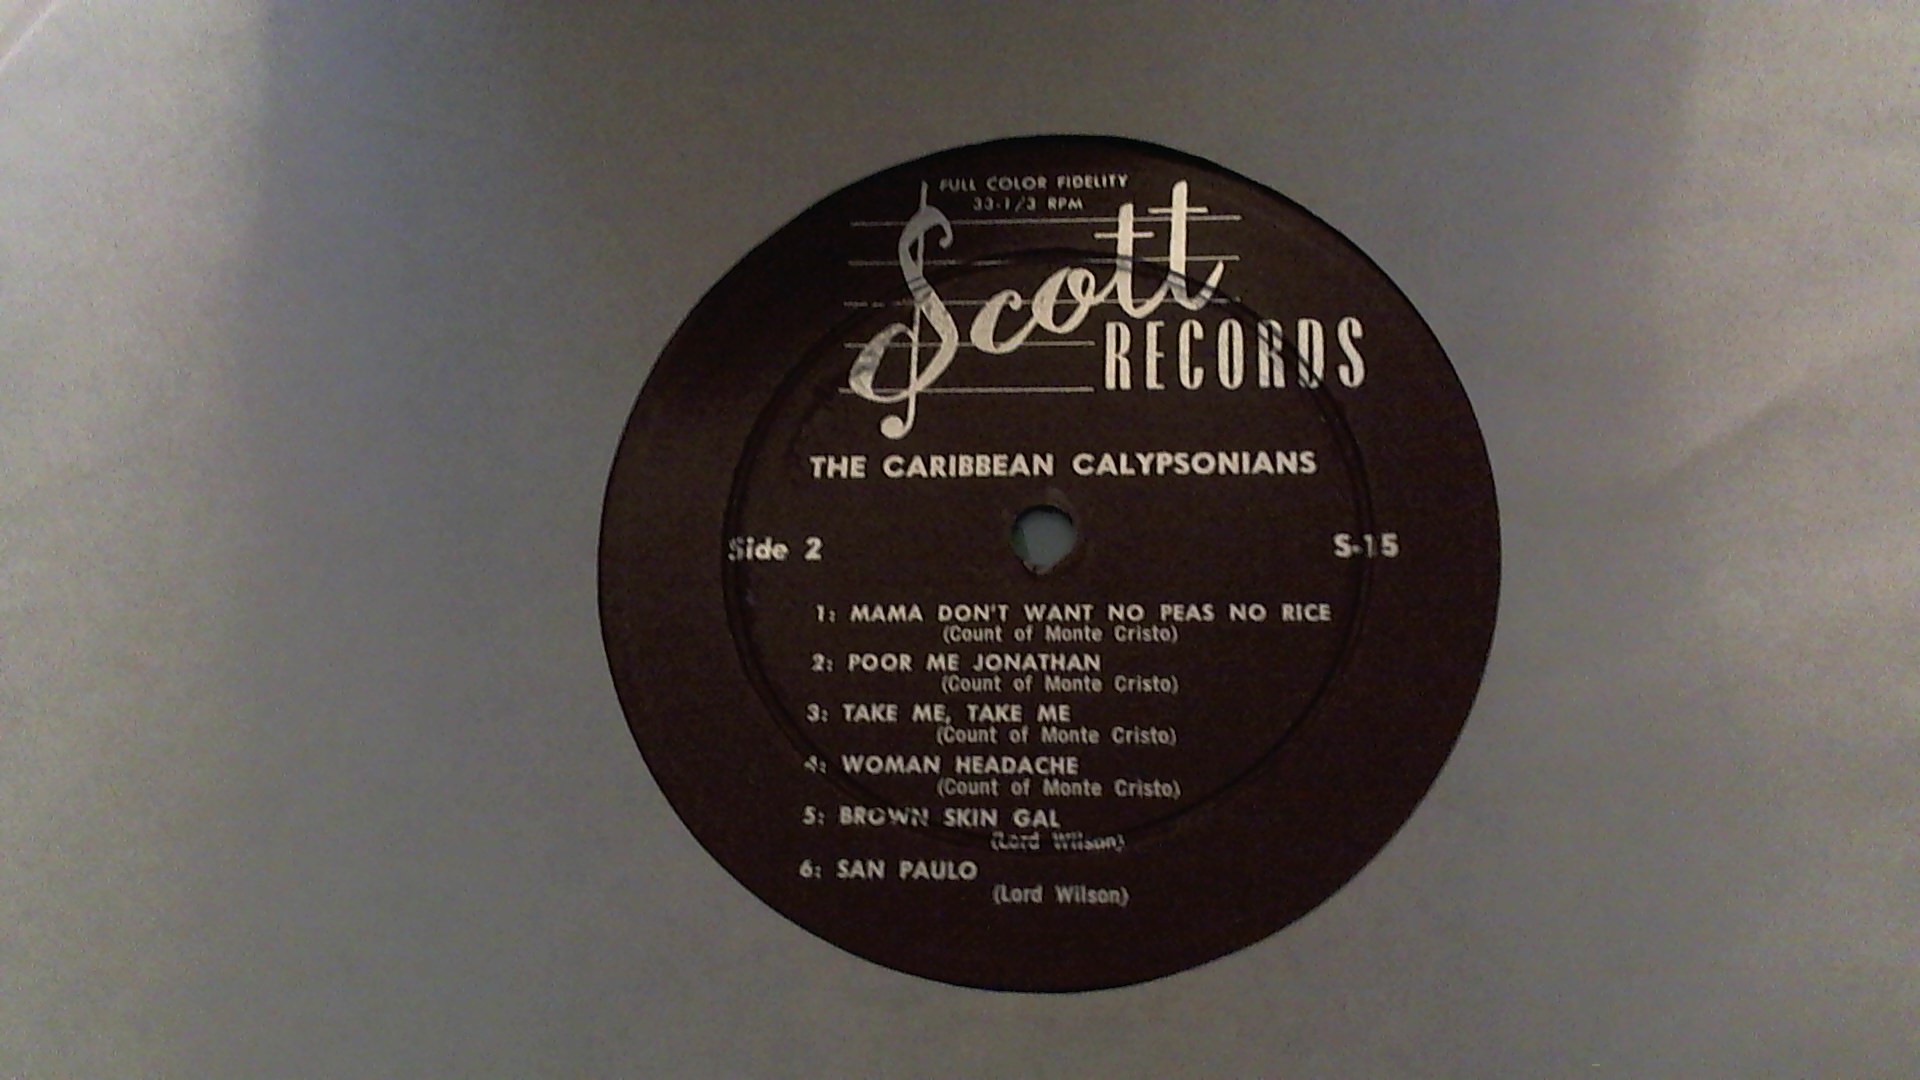 FULL COLOR FIDELITY
33-1/3 RPM
Scott
RECORDS
THE CARIBBEAN CALYPSONIANS
Side 2
S-15
1: MAMA DON'T WANT NO PEAS NO RICE
(Count of Monte Cristo)
2: POOR ME JONATHAN
(Count of Monte Cristo)
3: TAKE ME, TAKE ME
(Count of Monte Cristo)
4: WOMAN HEADACHE
(Count of Monte Cristo)
5: BROWN SKIN GAL
(Lord Wilson)
6: SAN PAULO
(Lord Wilson)